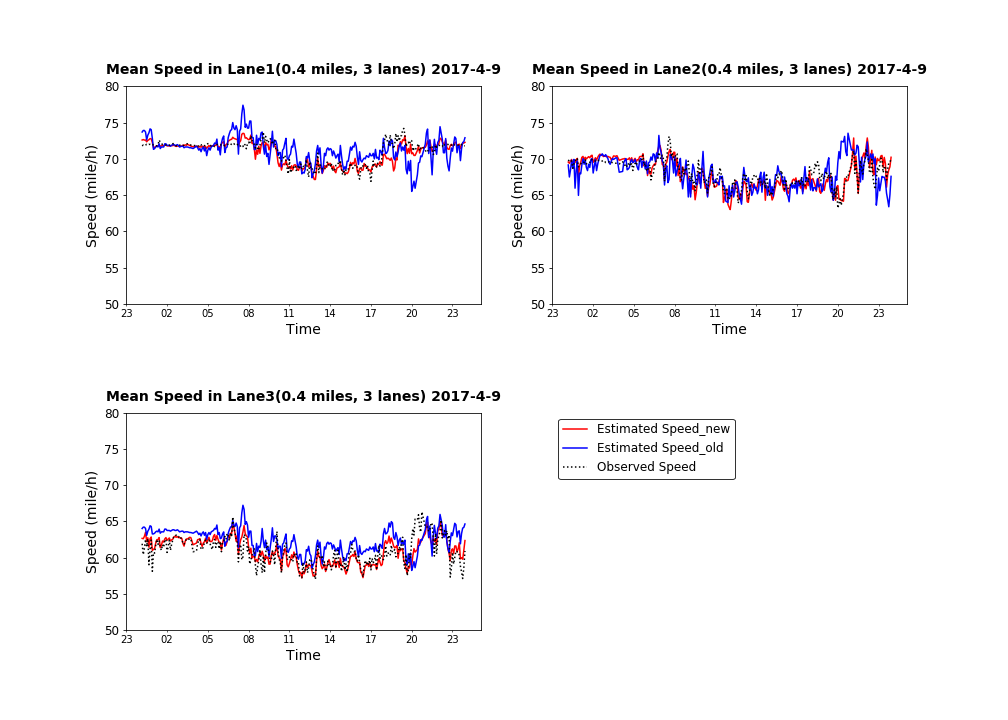 Mean Speed in Lane1(0.4 miles, 3 lanes) 2017-4-9
80
75
70
65
60
55
50
Speed (mile/h)
23 02 05 08 11 14 17 20 23
Time
Mean Speed in Lane2(0.4 miles, 3 lanes) 2017-4-9
80
75
70
65
60
55
50
Speed (mile/h)
23 02 05 08 11 14 17 20 23
Time
Mean Speed in Lane3(0.4 miles, 3 lanes) 2017-4-9
80
75
70
65
60
55
50
Speed (mile/h)
23 02 05 08 11 14 17 20 23
Time
Estimated Speed_new
Estimated Speed_old
Observed Speed